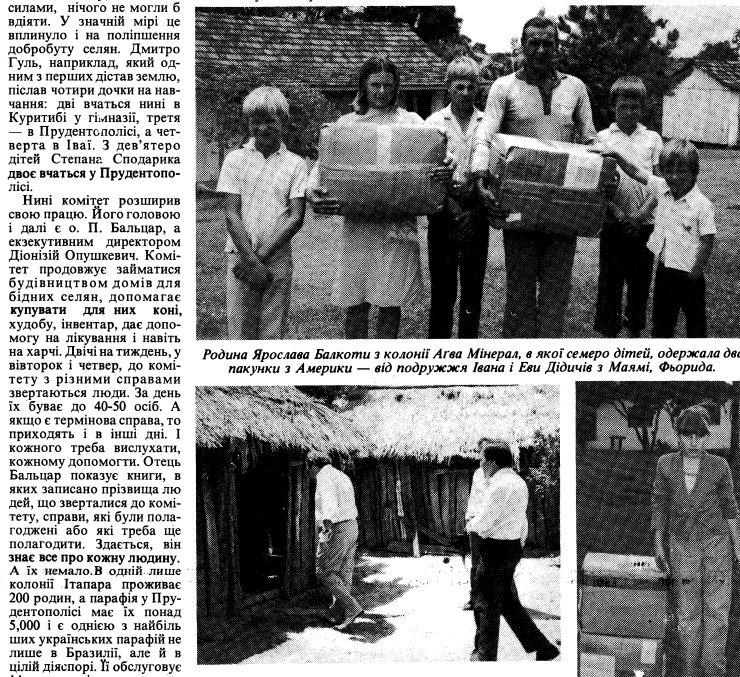 силами, нічого не могли б
вдіяти. У значній мірі це
вплинуло і на поліпшення
добробуту селян. Дмитро
Гуль, наприклад, який од-
ним з перших дістав землю,
післав чотири дочки на нав-
чання: дві вчаться нині в
Куритибі у гімназії, третя
— в Прудентополісі, а чет-
верта в Іваї. З дев'ятеро
дітей Степана Сподарика
двоє вчаться у Прудентопо-
лісі.
Нині комітет розширив
свою працю. Його головою
і далі є о. П. Бальцар, а
екзекутивним директором
Діонізій Опушкевич. Комі-
тет продовжує займатися
будівництвом домів для
бідних селян, допомагає
купувати для них коні,
худобу, інвентар, дає допо-
могу на лікування і навіть
на харчі. Двічі на тиждень, у
вівторок і четвер, до комі-
тету з різними справами
звертаються люди. За день
їх буває до 40-50 осіб. А
якщо є термінова справа, то
приходять і в інші дні. І
кожного треба вислухати,
кожному допомогти. Отець
Бальцар показує книги, в
яких записано прізвища лю
дей, що зверталися до комі-
тету, справи, які були пола-
годжені або які треба ще
полагодити. Здається, він
знає все про кожну людину.
А їх немало. В одній лише
колонії Ітапара проживає
200 родин, а парафія у Пру-
дентополісі має їх понад
5,000 і є однією з найбіль
ших українських парафій не
лише в Бразилії, але й в
цілій діяспорі. Її обслуговує
Родина Ярослава Балкоти з колонії Аґва Мінерал, в якої семеро дітей, одержала два
пакунки з Америки — від подружжя Івана і Еви Дідичів з Маямі, Фьорида.